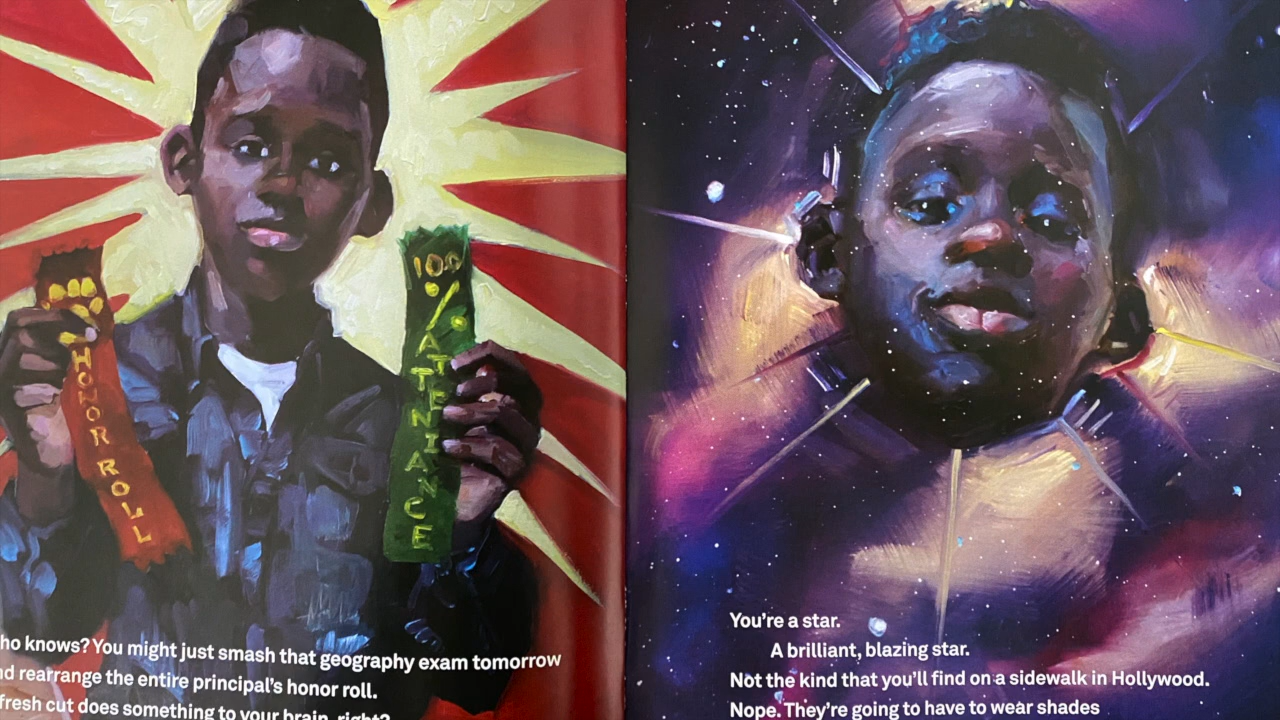 HONOR ROLL
100% ATTENDANCE
ho knows? You might just smash that geography exam tomorrow
nd rearrange the entire principal's honor roll.
fresh cut does something to your brain, right?
You're a star.
A brilliant, blazing star.
Not the kind that you'll find on a sidewalk in Hollywood.
Nope. They're going to have to wear shades